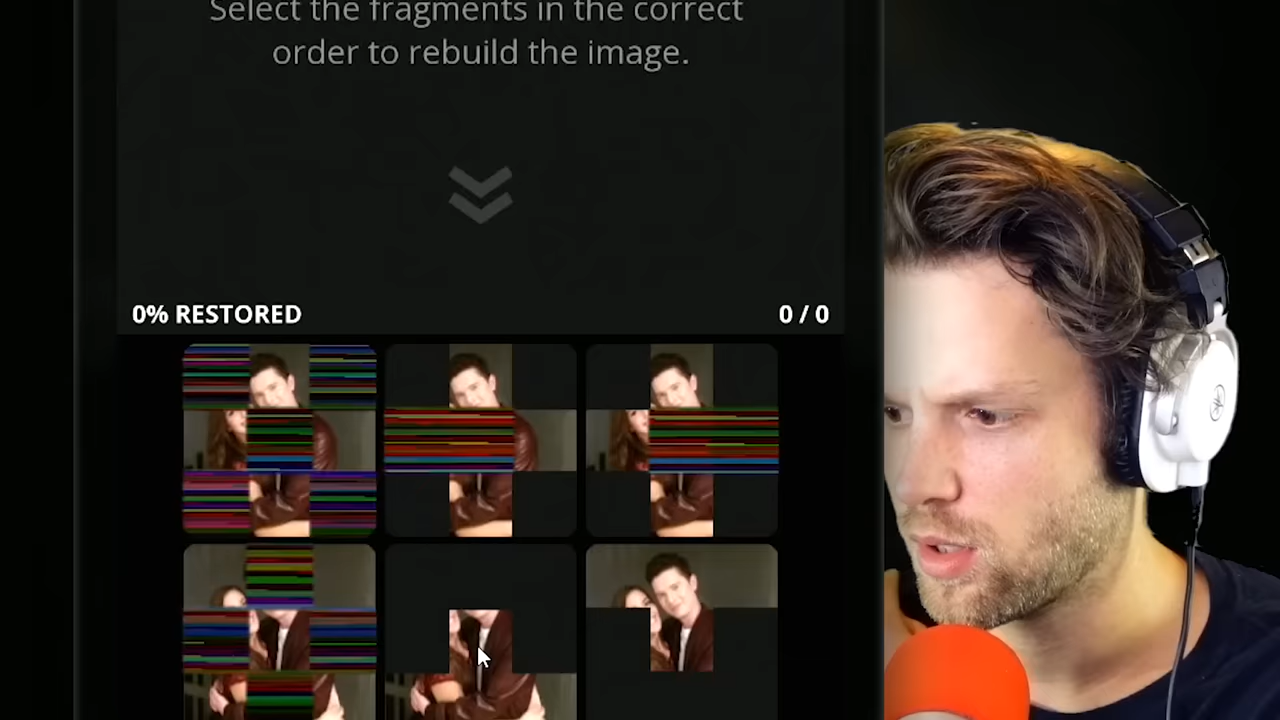 Select the fragments in the correct
order to rebuild the image.
0% RESTORED
0 / 0